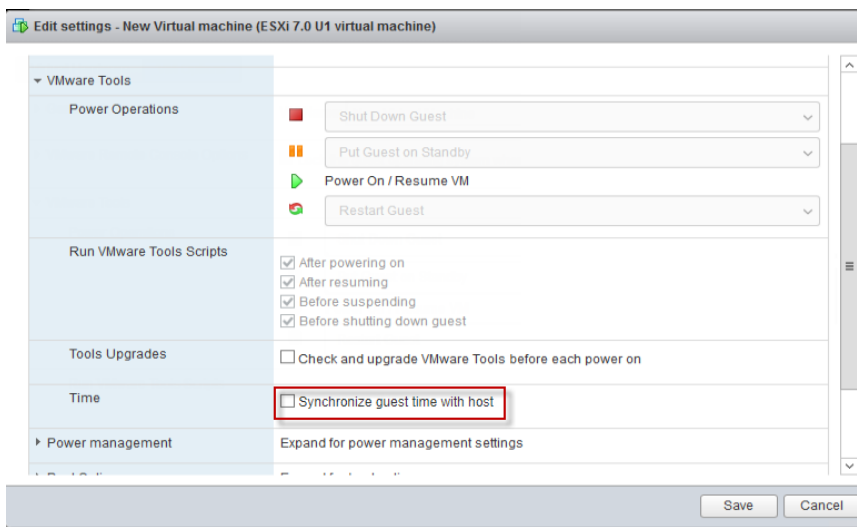 Edit settings - New Virtual machine (ESXi 7.0 U1 virtual machine)
VMware Tools
Power Operations
Shut Down Guest
Put Guest on Standby
Power On / Resume VM
Restart Guest
Run VMware Tools Scripts
After powering on
After resuming
Before suspending
Before shutting down guest
Tools Upgrades
Check and upgrade VMware Tools before each power on
Time
Synchronize guest time with host
Power management
Expand for power management settings
Save
Cancel